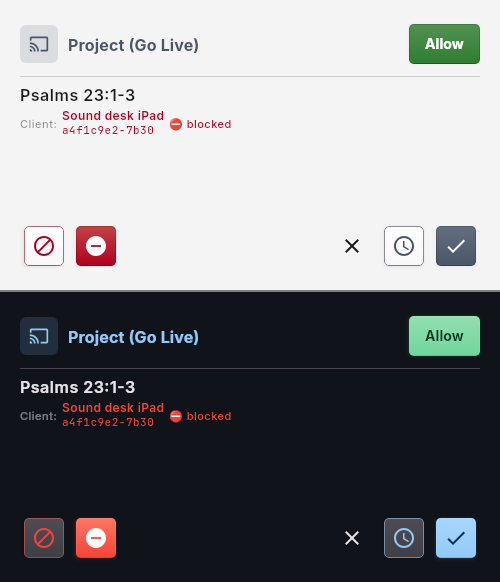 Project (Go Live)
Allow
Psalms 23:1-3
Client: Sound desk iPad
a4f1c9e2-7b30
⛔ blocked
Project (Go Live)
Allow
Psalms 23:1-3
Client: Sound desk iPad
a4f1c9e2-7b30
⛔ blocked